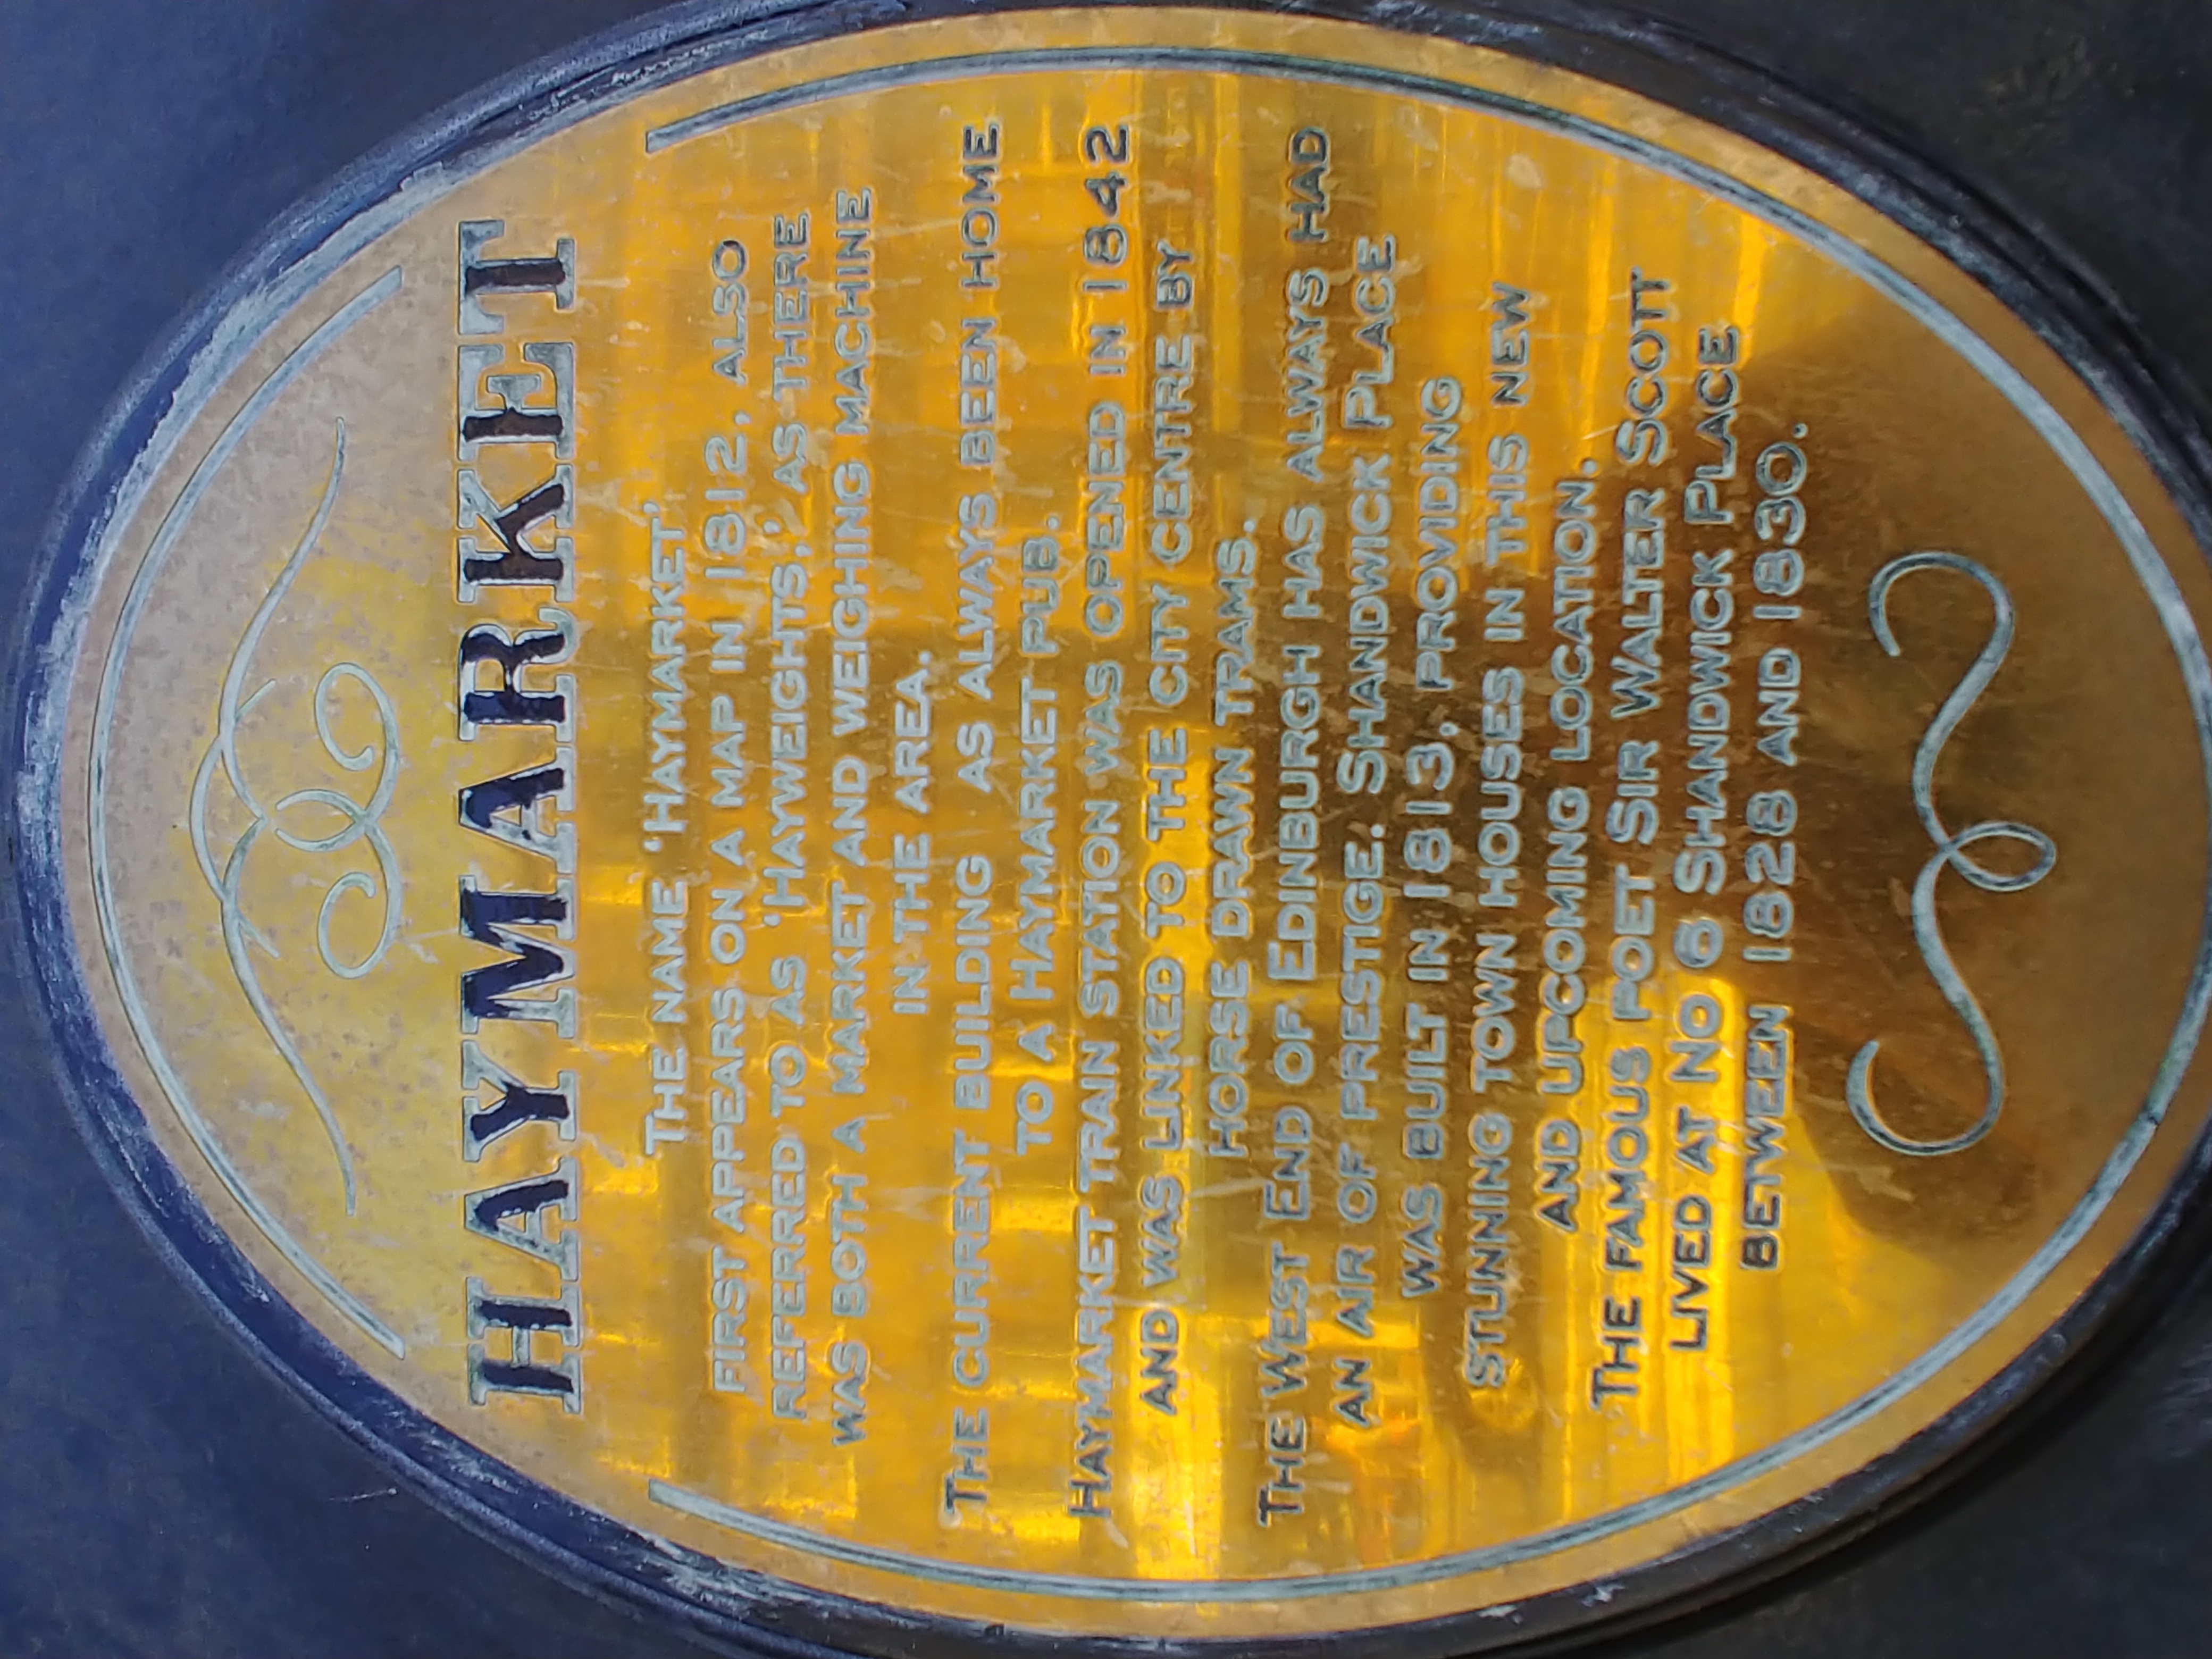 HAYMARKET
THE NAME 'HAYMARKET'
FIRST APPEARS ON A MAP IN 1812, ALSO
REFERRED TO AS 'HAYWEIGHTS,' AS THERE
WAS BOTH A MARKET AND WEIGHING MACHINE
IN THE AREA.
THE CURRENT BUILDING AS ALWAYS BEEN HOME
TO A HAYMARKET PUB.
HAYMARKET TRAIN STATION WAS OPENED IN 1842
AND WAS LINKED TO THE CITY CENTRE BY
HORSE DRAWN TRAMS.
THE WEST END OF EDINBURGH HAS ALWAYS HAD
AN AIR OF PRESTIGE. SHANDWICK PLACE
WAS BUILT IN 1813, PROVIDING
STUNNING TOWN HOUSES IN THIS NEW
AND UPCOMING LOCATION.
THE FAMOUS POET SIR WALTER SCOTT
LIVED AT NO 6 SHANDWICK PLACE
BETWEEN 1828 AND 1830.